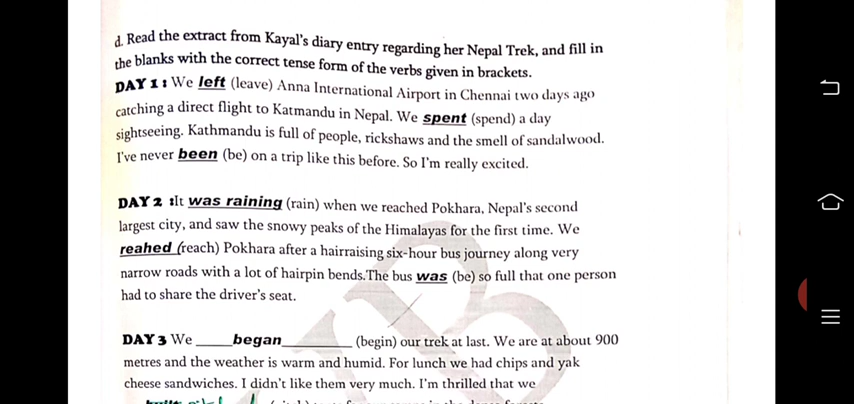 d. Read the extract from Kayal's diary entry regarding her Nepal Trek, and fill in
the blanks with the correct tense form of the verbs given in brackets.
DAY 1 : We left (leave) Anna International Airport in Chennai two days ago
catching a direct flight to Katmandu in Nepal. We spent (spend) a day
sightseeing. Kathmandu is full of people, rickshaws and the smell of sandalwood.
I've never been (be) on a trip like this before. So I'm really excited.
DAY 2 :It was raining (rain) when we reached Pokhara, Nepal's second
largest city, and saw the snowy peaks of the Himalayas for the first time. We
reahed (reach) Pokhara after a hairraising six-hour bus journey along very
narrow roads with a lot of hairpin bends.The bus was (be) so full that one person
had to share the driver's seat.
DAY 3 We ____began_________ (begin) our trek at last. We are at about 900
metres and the weather is warm and humid. For lunch we had chips and yak
cheese sandwiches. I didn't like them very much. I'm thrilled that we